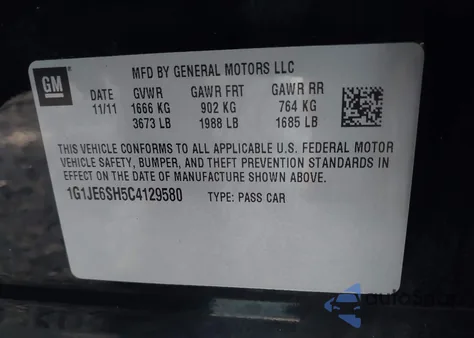 GM
MFD BY GENERAL MOTORS LLC
DATE GVWR GAWR FRT GAWR RR
11/11 1666 KG 902 KG 764 KG
3673 LB 1988 LB 1685 LB
THIS VEHICLE CONFORMS TO ALL APPLICABLE U.S. FEDERAL MOTOR
VEHICLE SAFETY, BUMPER, AND THEFT PREVENTION STANDARDS IN
EFFECT ON THE DATE OF MANUFACTURE SHOWN ABOVE.
1G1JE6SH5C4129580 TYPE: PASS CAR